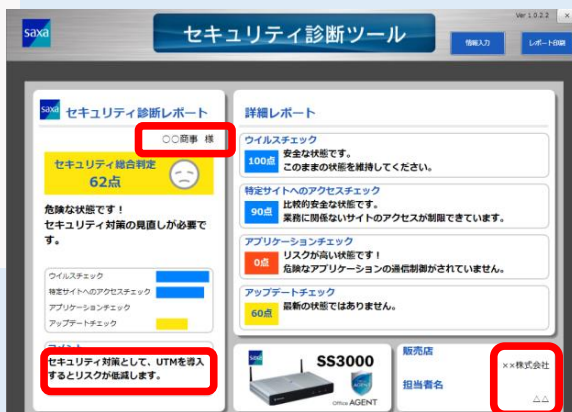 Ver 1.0.2.2
saxa
セキュリティ診断ツール
情報入力
レポート印刷
saxa セキュリティ診断レポート
○○商事 様
セキュリティ総合判定
62点
危険な状態です！
セキュリティ対策の見直しが必要で
す。
ウイルスチェック
特定サイトへのアクセスチェック
アプリケーションチェック
アップデートチェック
コメント
セキュリティ対策として、UTMを導入
するとリスクが低減します。
詳細レポート
ウイルスチェック
100点
安全な状態です。
このままの状態を維持してください。
特定サイトへのアクセスチェック
90点
比較的安全な状態です。
業務に関係ないサイトのアクセスが制限できています。
アプリケーションチェック
0点
リスクが高い状態です！
危険なアプリケーションの通信制御がされていません。
アップデートチェック
60点
最新の状態ではありません。
saxa
SS3000
Office AGENT
販売店
××株式会社
担当者名
△△